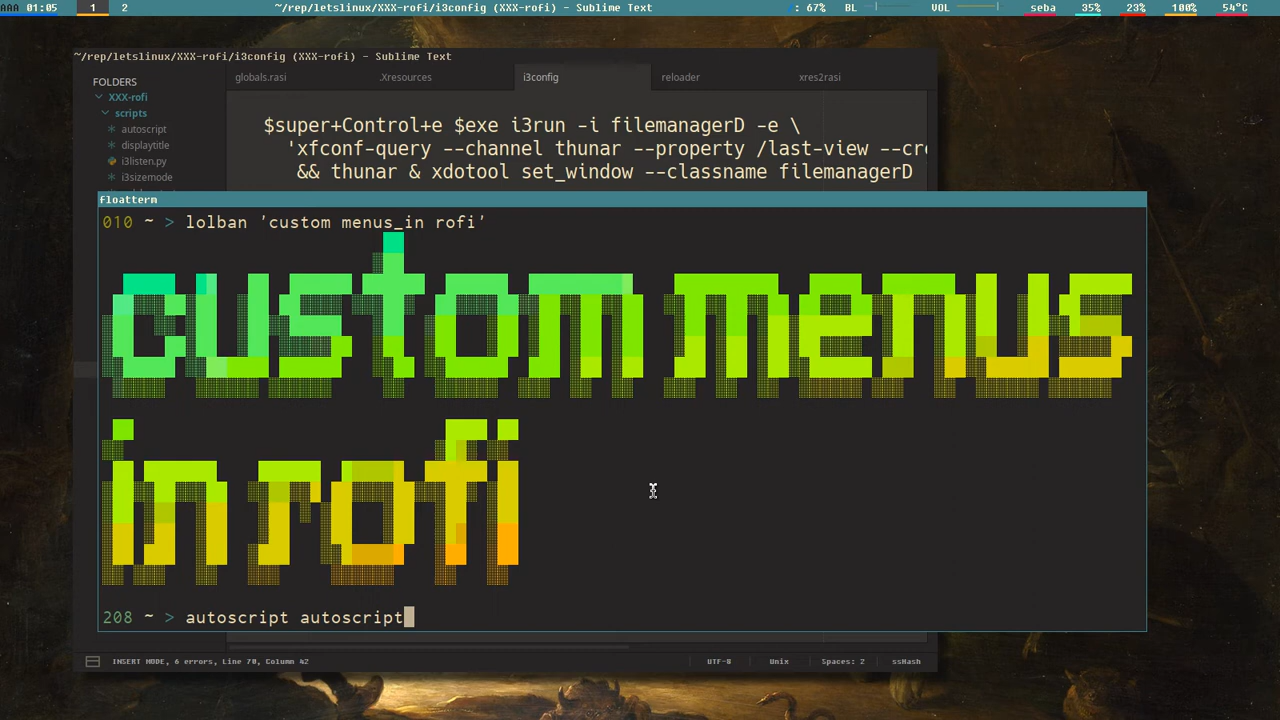 AAA 01:05 1 2 ~/rep/letslinux/XXX-rofi/i3config (XXX-rofi) - Sublime Text : 67% BL VOL seba 35% 23% 100% 54°C
~/rep/letslinux/XXX-rofi/i3config (XXX-rofi) - Sublime Text
FOLDERS
XXX-rofi
scripts
autoscript
displaytitle
i3listen.py
i3sizemode
globals.rasi .Xresources i3config reloader xres2rasi
$super+Control+e $exe i3run -i filemanagerD -e \
'xfconf-query --channel thunar --property /last-view --cre
&& thunar & xdotool set_window --classname filemanagerD
floatterm
010 ~ > lolban 'custom menus_in rofi'
custom menus
in rofi
208 ~ > autoscript autoscript
INSERT MODE, 6 errors, Line 70, Column 42 UTF-8 Unix Spaces: 2 ssHash